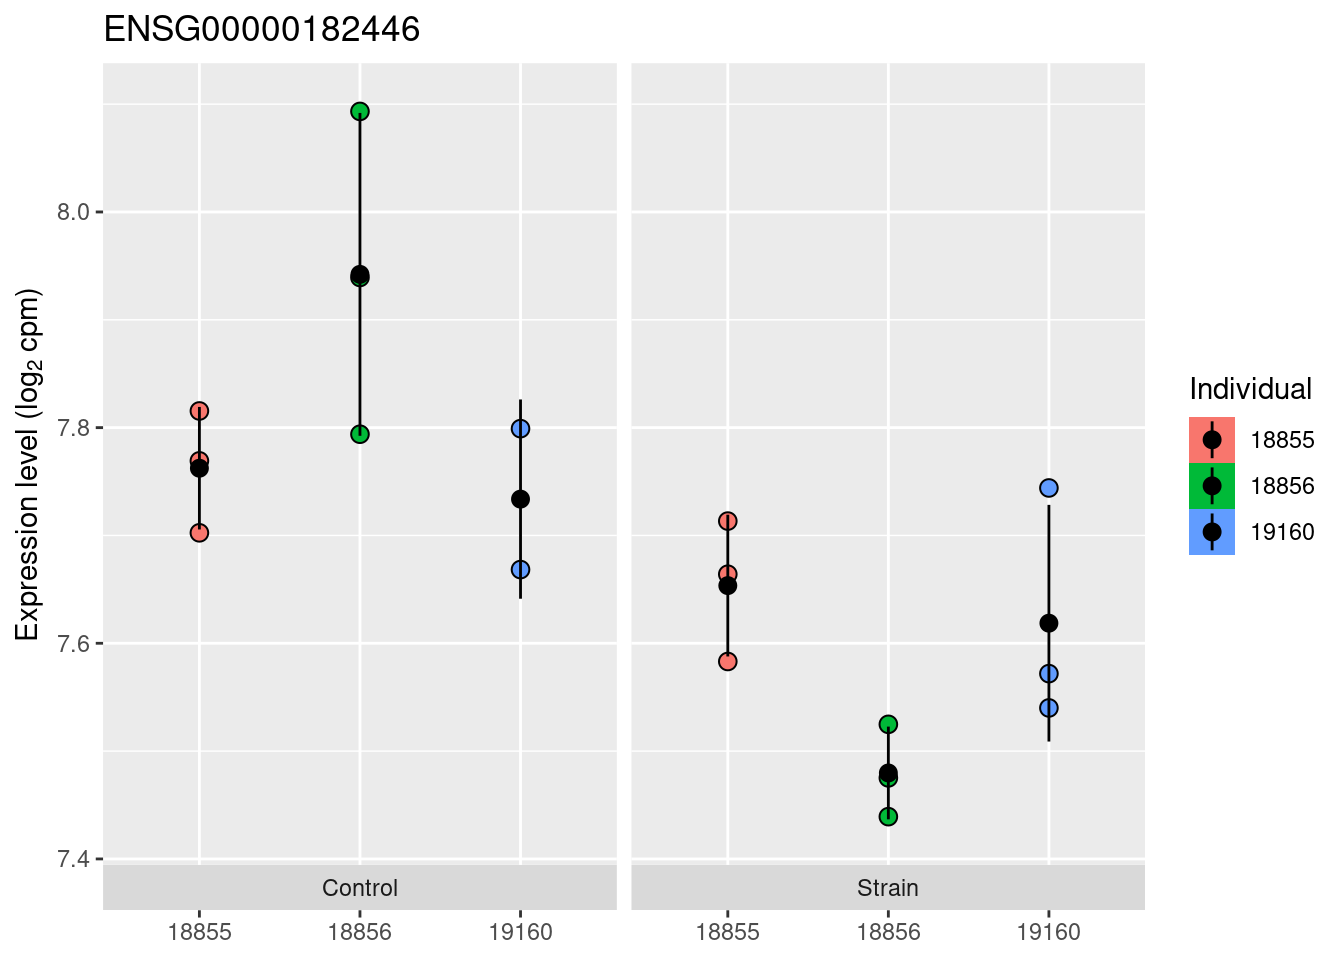 ENSG00000182446
Expression level (log₂ cpm)
8.0
7.8
7.6
7.4
Control
Strain
18855
18856
19160
18855
18856
19160
Individual
18855
18856
19160